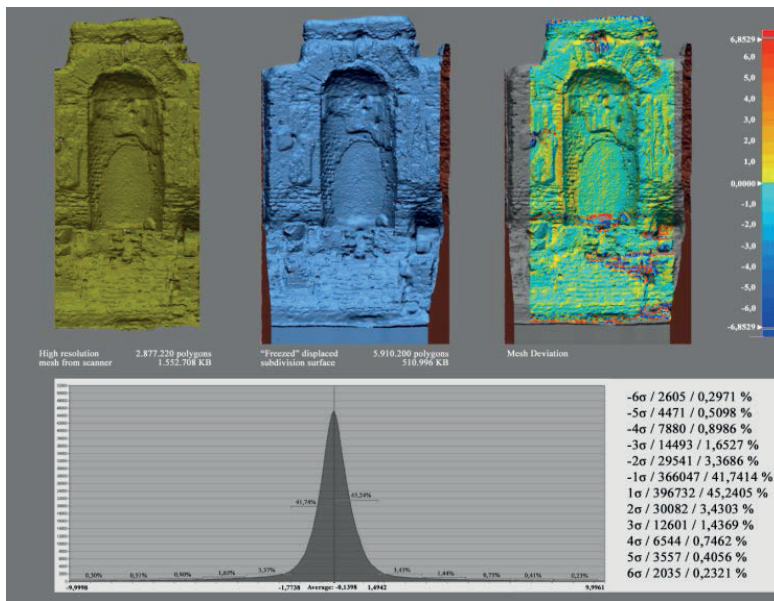 6,8529
6,0
5,0
4,0
3,0
2,0
1,0
0,0000
-1,0
-2,0
-3,0
-4,0
-5,0
-6,0
-6,8529
High resolution 2.877.220 polygons
mesh from scanner 1.552.708 KB
"Freezed" displaced 5.910.200 polygons
subdivision surface 510.996 KB
Mesh Deviation
41,74%
45,24%
0,30%
0,51%
0,90%
1,65%
3,37%
3,43%
1,44%
0,75%
0,41%
0,23%
-9,9998
-1,7738
Average: -0,1398
1,4942
9,9961
-6σ / 2605 / 0,2971 %
-5σ / 4471 / 0,5098 %
-4σ / 7880 / 0,8986 %
-3σ / 14493 / 1,6527 %
-2σ / 29541 / 3,3686 %
-1σ / 366047 / 41,7414 %
1σ / 396732 / 45,2405 %
2σ / 30082 / 3,4303 %
3σ / 12601 / 1,4369 %
4σ / 6544 / 0,7462 %
5σ / 3557 / 0,4056 %
6σ / 2035 / 0,2321 %